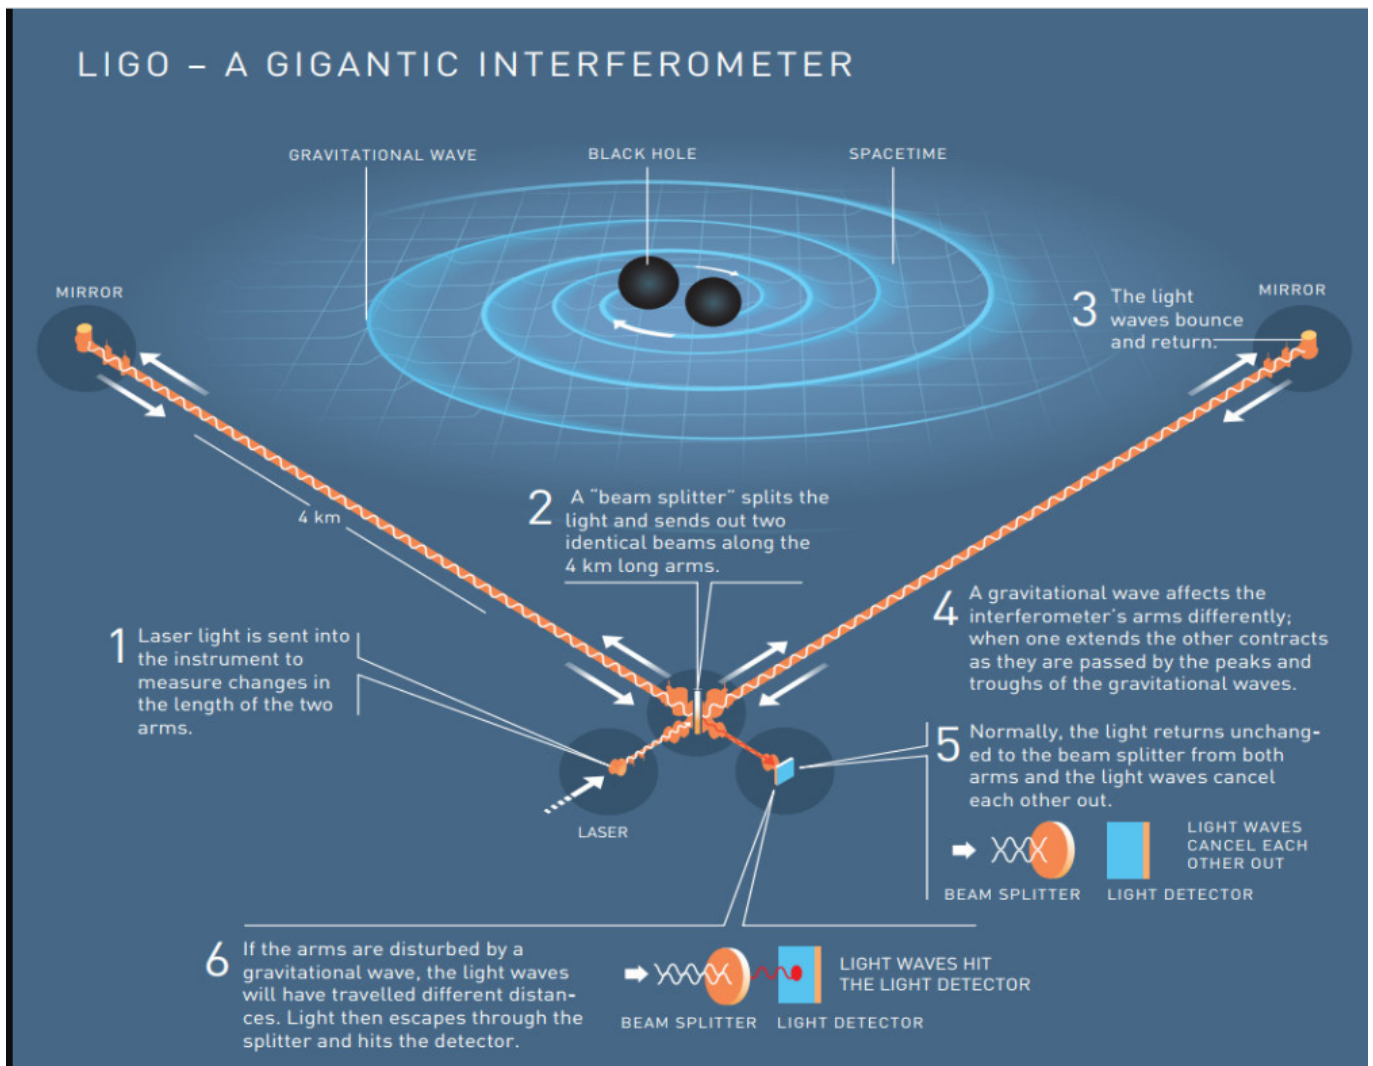 LIGO – A GIGANTIC INTERFEROMETER
GRAVITATIONAL WAVE
BLACK HOLE
SPACETIME
MIRROR
3 The light
waves bounce
and return.
MIRROR
4 km
2 A “beam splitter” splits the
light and sends out two
identical beams along the
4 km long arms.
1 Laser light is sent into
the instrument to
measure changes in
the length of the two
arms.
4 A gravitational wave affects the
interferometer’s arms differently;
when one extends the other contracts
as they are passed by the peaks and
troughs of the gravitational waves.
5 Normally, the light returns unchang-
ed to the beam splitter from both
arms and the light waves cancel
each other out.
LASER
LIGHT WAVES
CANCEL EACH
OTHER OUT
BEAM SPLITTER
LIGHT DETECTOR
6 If the arms are disturbed by a
gravitational wave, the light waves
will have travelled different distan-
ces. Light then escapes through the
splitter and hits the detector.
LIGHT WAVES HIT
THE LIGHT DETECTOR
BEAM SPLITTER
LIGHT DETECTOR